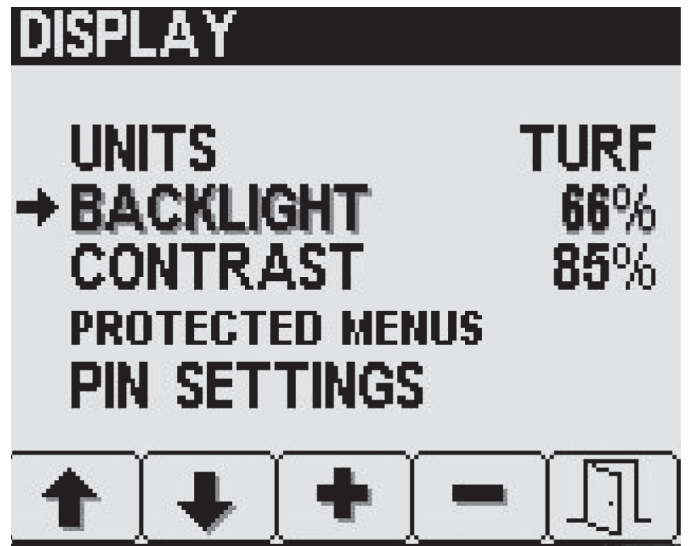 DISPLAY
UNITS TURF
BACKLIGHT 66%
CONTRAST 85%
PROTECTED MENUS
PIN SETTINGS